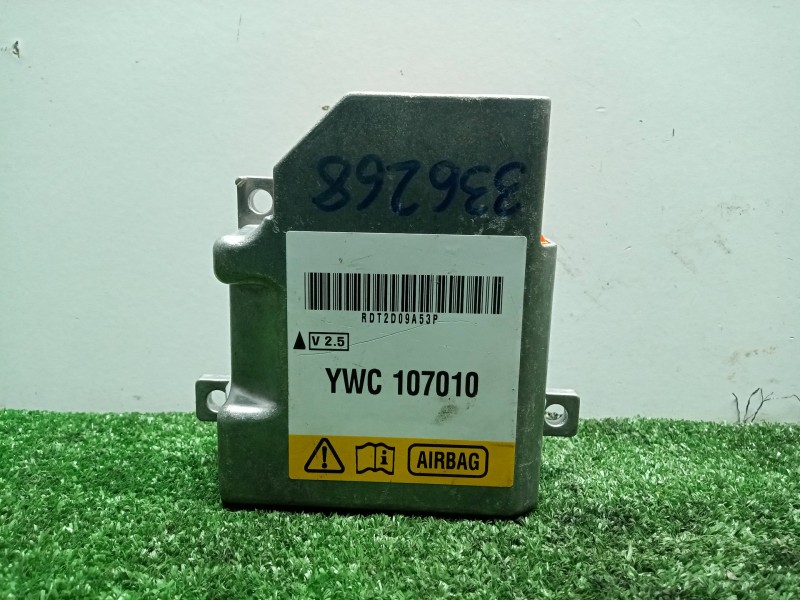 336268
RDT2D09A53P
V 2.5
YWC 107010
AIRBAG